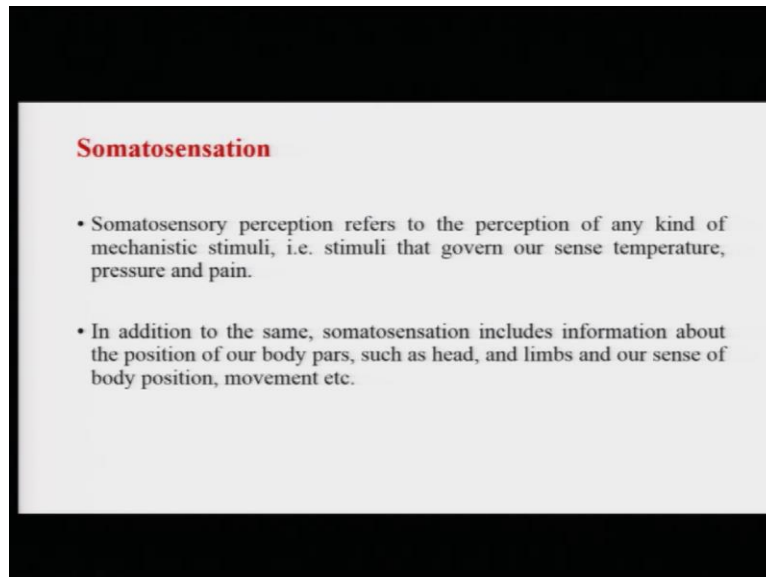 Somatosensation
• Somatosensory perception refers to the perception of any kind of
mechanistic stimuli, i.e. stimuli that govern our sense temperature,
pressure and pain.
• In addition to the same, somatosensation includes information about
the position of our body pars, such as head, and limbs and our sense of
body position, movement etc.